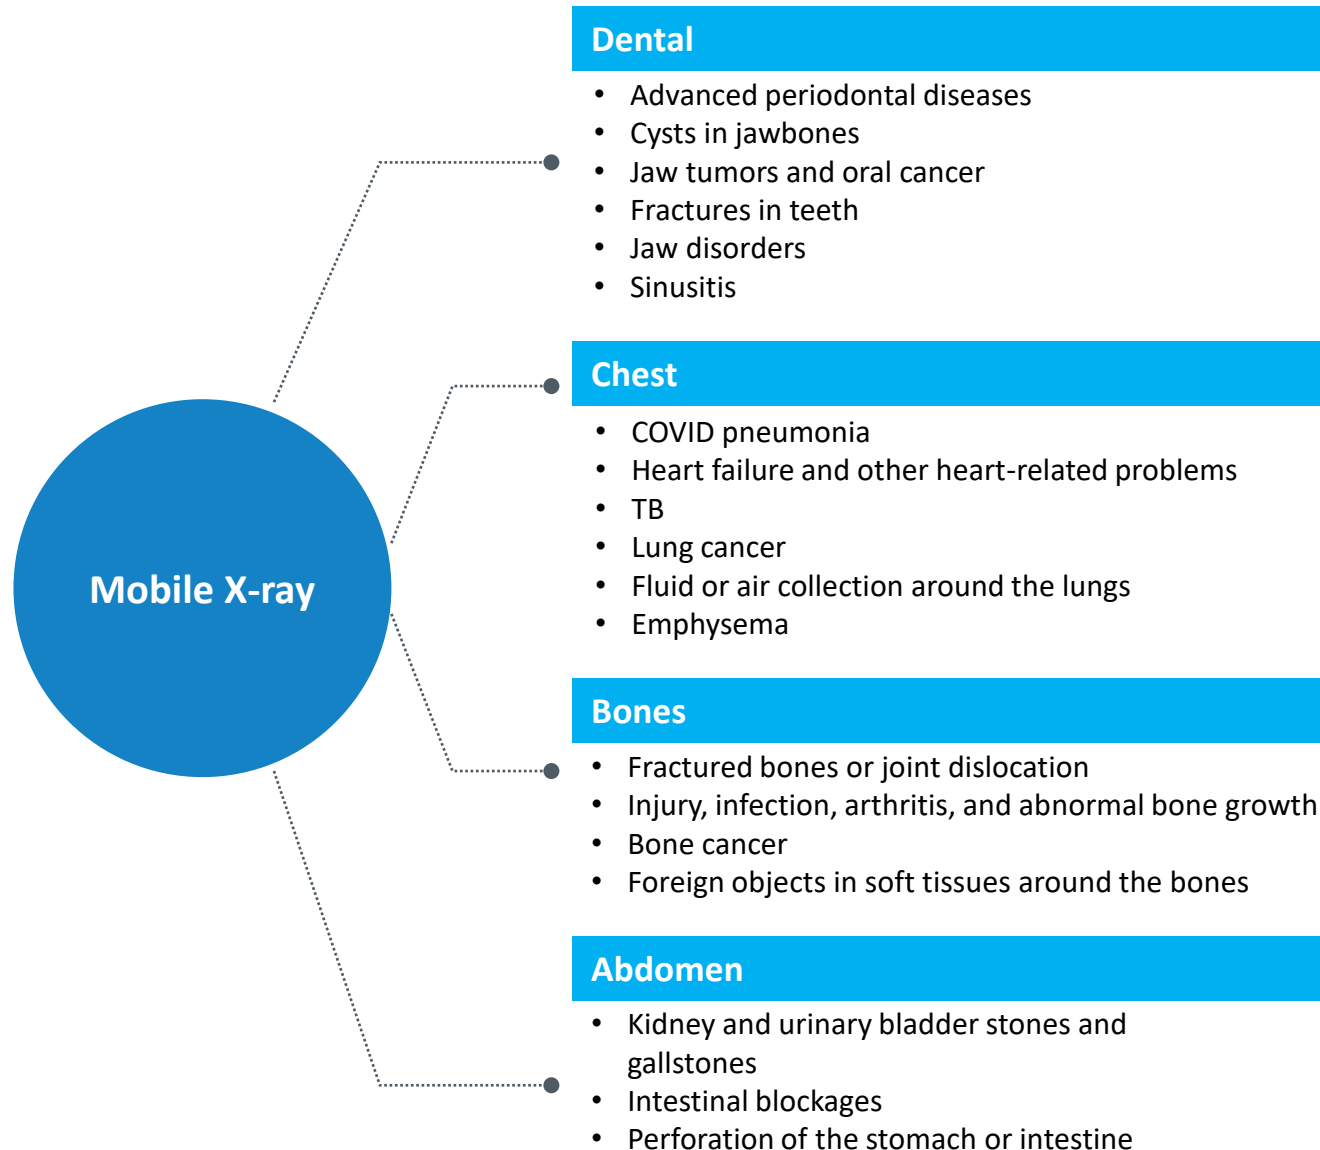 Mobile X-ray
Dental
• Advanced periodontal diseases
• Cysts in jawbones
• Jaw tumors and oral cancer
• Fractures in teeth
• Jaw disorders
• Sinusitis
Chest
• COVID pneumonia
• Heart failure and other heart-related problems
• TB
• Lung cancer
• Fluid or air collection around the lungs
• Emphysema
Bones
• Fractured bones or joint dislocation
• Injury, infection, arthritis, and abnormal bone growth
• Bone cancer
• Foreign objects in soft tissues around the bones
Abdomen
• Kidney and urinary bladder stones and
gallstones
• Intestinal blockages
• Perforation of the stomach or intestine